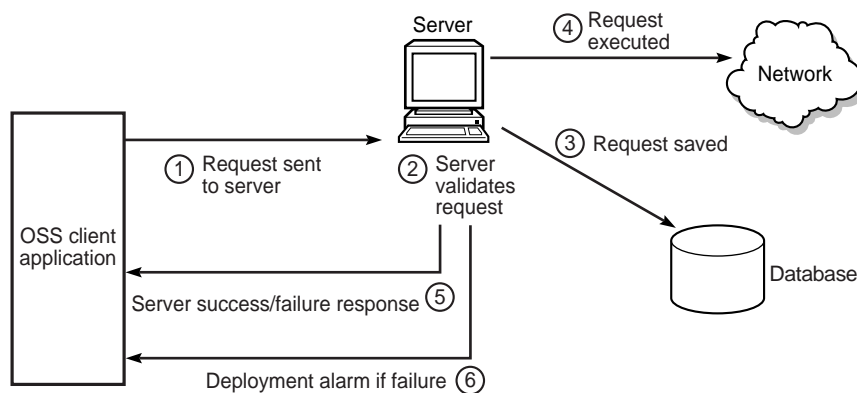 Server
4 Request
executed
Network
1 Request sent
to server
2 Server
validates
request
3 Request saved
OSS client
application
Database
Server success/failure response 5
Deployment alarm if failure 6